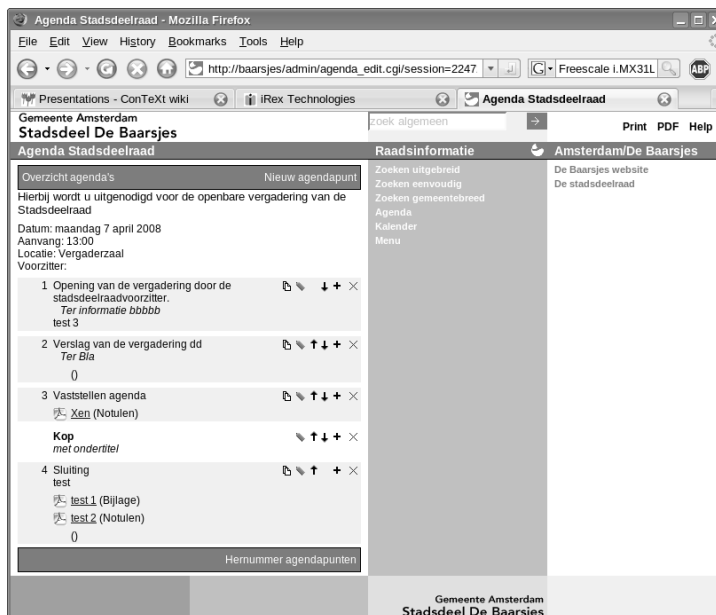 Agenda Stadsdeelraad - Mozilla Firefox
File Edit View History Bookmarks Tools Help
http://baarsjes/admin/agenda_edit.cgi/session=2247
G Freescale i.MX31L
ABP
Presentations - ConTeXt wiki
iRex Technologies
Agenda Stadsdeelraad
Gemeente Amsterdam
Stadsdeel De Baarsjes
zoek algemeen
Print PDF Help
Agenda Stadsdeelraad
Raadsinformatie
Amsterdam/De Baarsjes
Overzicht agenda's
Nieuw agendapunt
Hierbij wordt u uitgenodigd voor de openbare vergadering van de
Stadsdeelraad
Datum: maandag 7 april 2008
Aanvang: 13:00
Locatie: Vergaderzaal
Voorzitter:
1 Opening van de vergadering door de
stadsdeelraadvoorzitter.
Ter informatie bbbbb
test 3
2 Verslag van de vergadering dd
Ter Bla
()
3 Vaststellen agenda
Xen (Notulen)
Kop
met ondertitel
4 Sluiting
test
test 1 (Bijlage)
test 2 (Notulen)
()
Hernummer agendapunten
Zoeken uitgebreid
Zoeken eenvoudig
Zoeken gemeentebreed
Agenda
Kalender
Menu
De Baarsjes website
De stadsdeelraad
Gemeente Amsterdam
Stadsdeel De Baarsjes